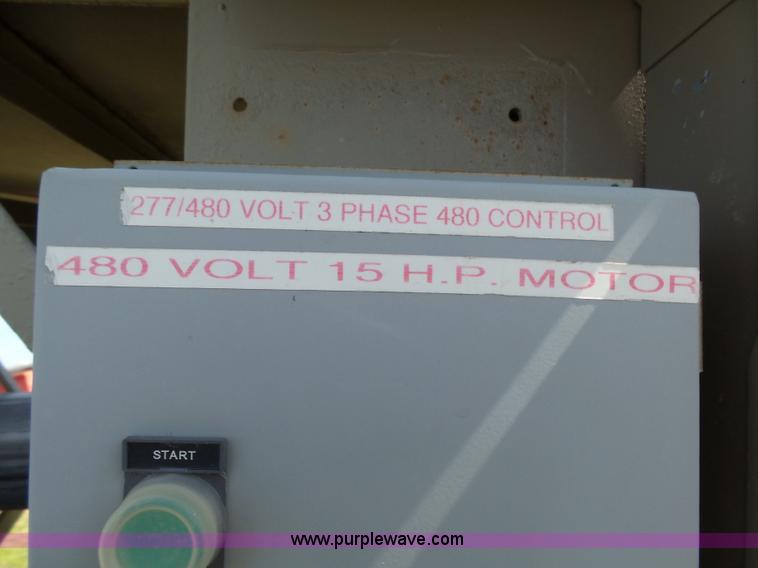 277/480 VOLT 3 PHASE 480 CONTROL
480 VOLT 15 H.P. MOTOR
START
www.purplewave.com